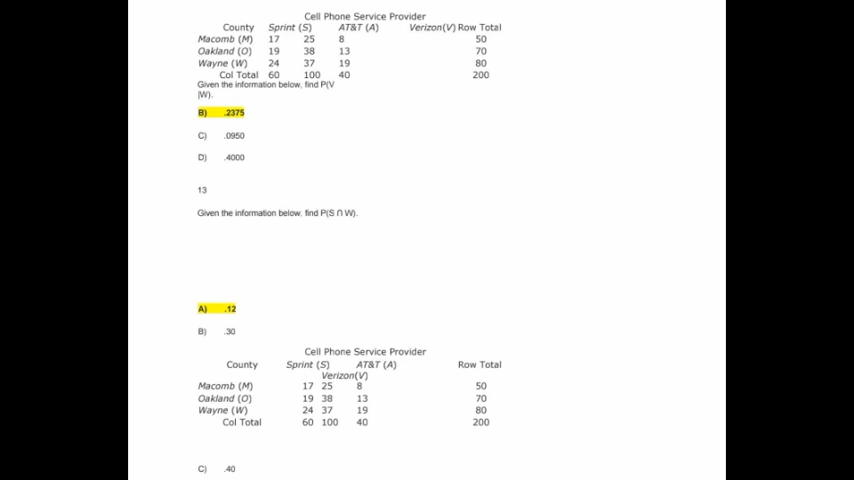 Cell Phone Service Provider
County Sprint (S) AT&T (A) Verizon(V) Row Total
Macomb (M) 17 25 8 50
Oakland (O) 19 38 13 70
Wayne (W) 24 37 19 80
Col Total 60 100 40 200
Given the information below, find P(V
|W).
B) .2375
C) .0950
D) .4000
13
Given the information below, find P(S ∩ W).
A) .12
B) .30
Cell Phone Service Provider
County Sprint (S) AT&T (A) Row Total
Verizon(V)
Macomb (M) 17 25 8 50
Oakland (O) 19 38 13 70
Wayne (W) 24 37 19 80
Col Total 60 100 40 200
C) .40